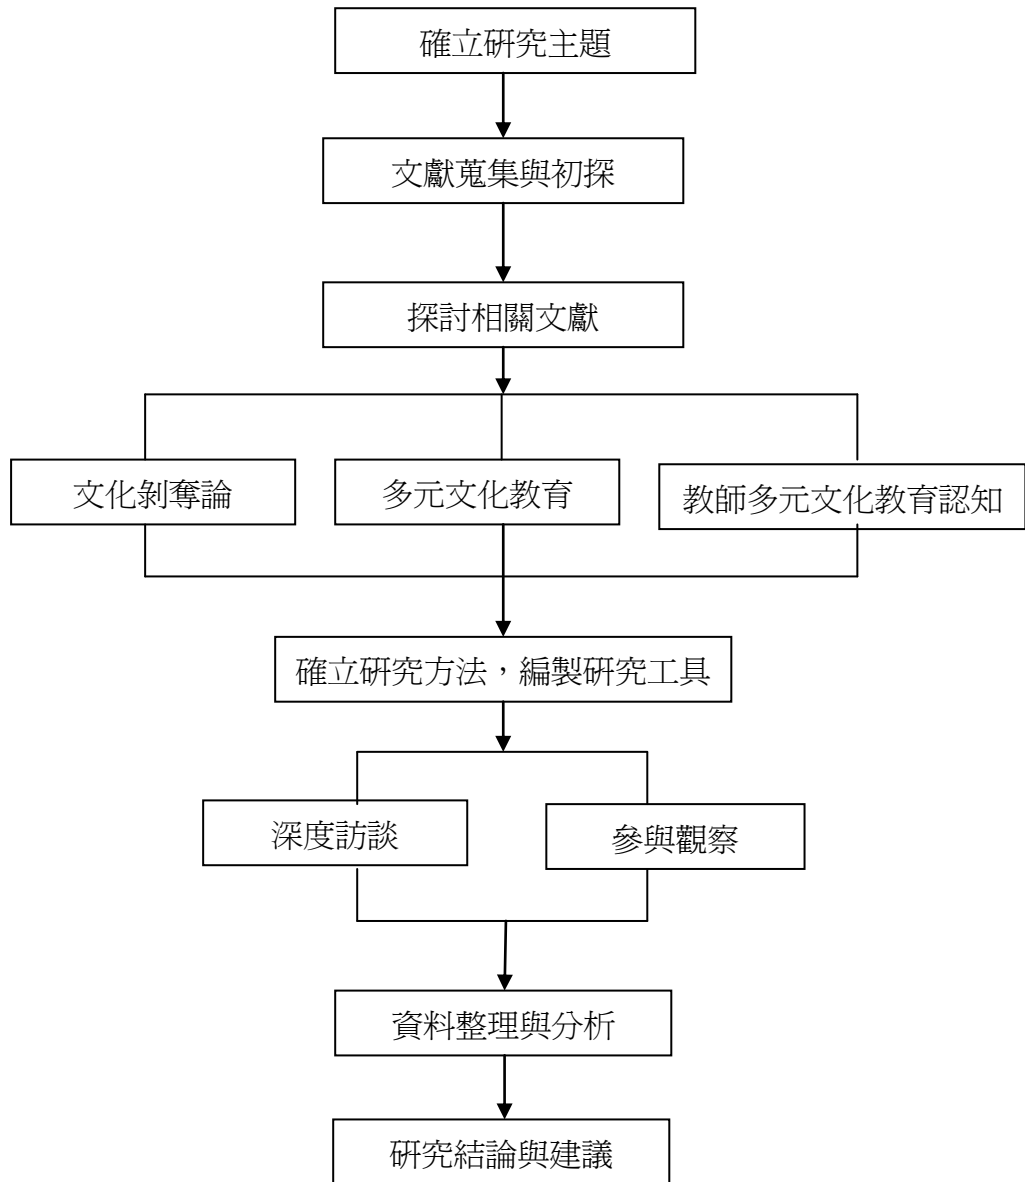 確立研究主題
文獻蒐集與初探
探討相關文獻
文化剝奪論
多元文化教育
教師多元文化教育認知
確立研究方法，編製研究工具
深度訪談
參與觀察
資料整理與分析
研究結論與建議